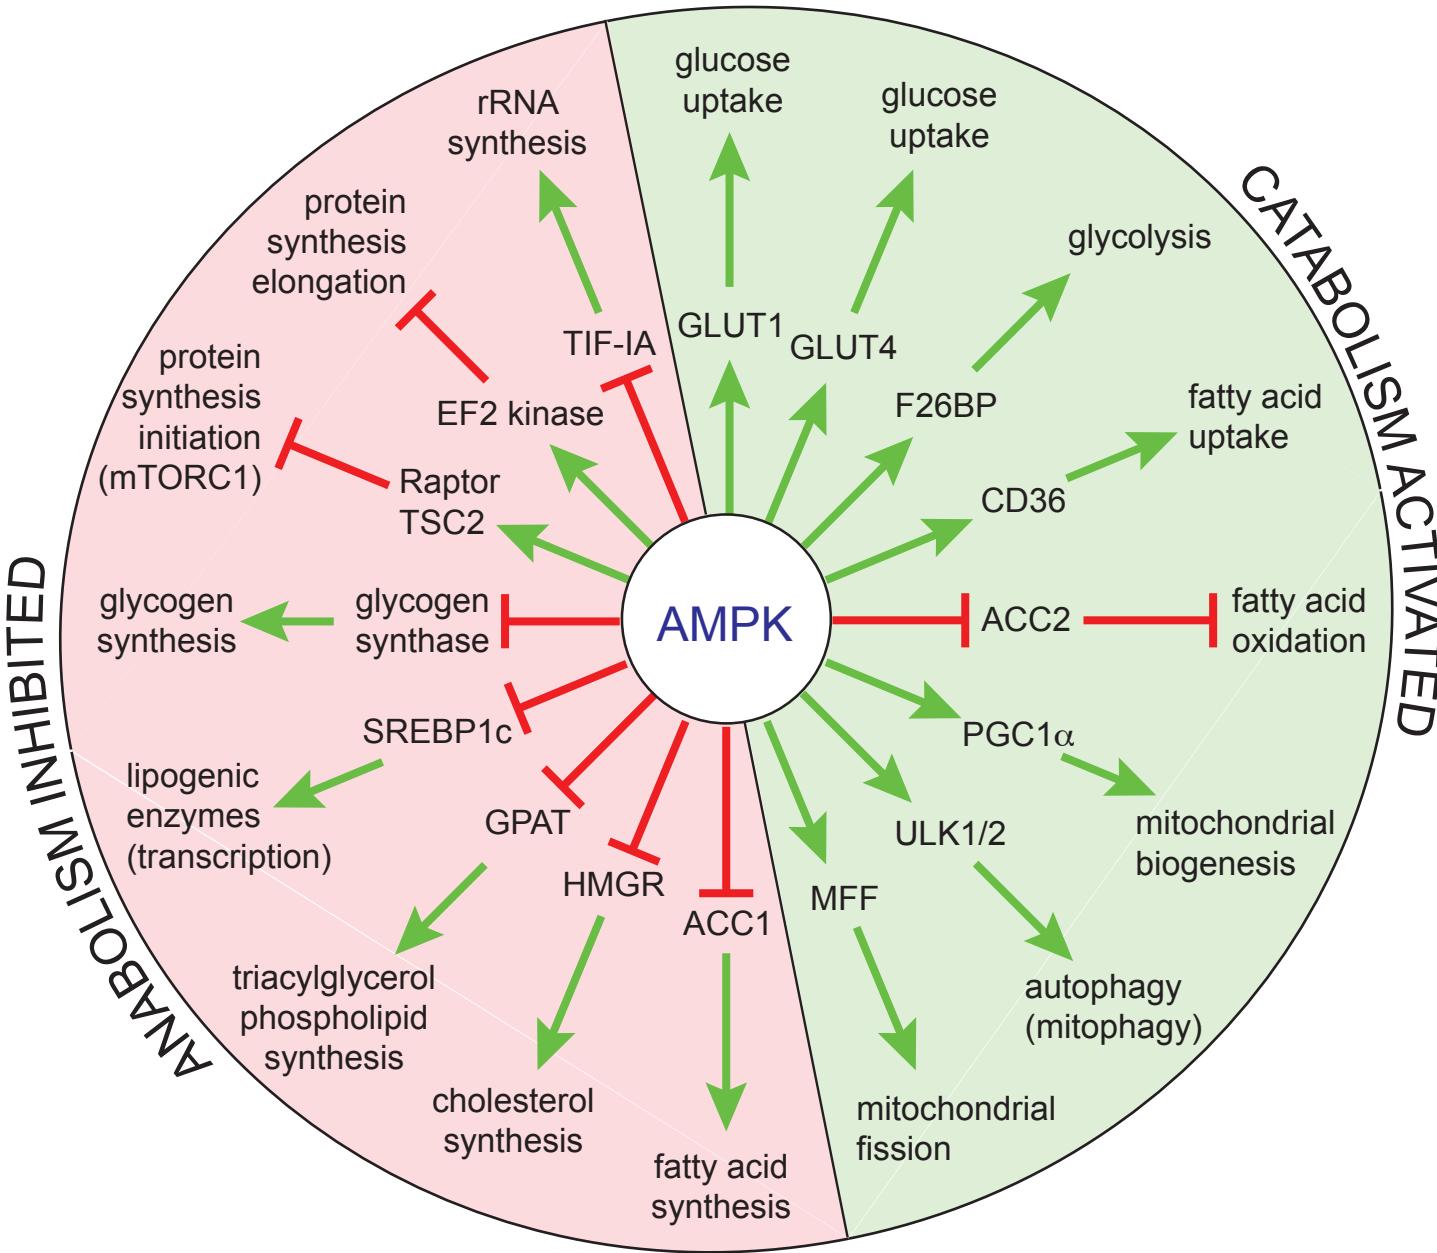 glucose
uptake
glucose
uptake
glycolysis
fatty acid
uptake
fatty acid
oxidation
mitochondrial
biogenesis
autophagy
(mitophagy)
mitochondrial
fission
fatty acid
synthesis
cholesterol
synthesis
triacylglycerol
phospholipid
synthesis
lipogenic
enzymes
(transcription)
glycogen
synthesis
protein
synthesis
initiation
(mTORC1)
protein
synthesis
elongation
rRNA
synthesis
GLUT1
GLUT4
F26BP
CD36
ACC2
PGC1α
ULK1/2
MFF
ACC1
HMGR
GPAT
SREBP1c
glycogen
synthase
Raptor
TSC2
EF2 kinase
TIF-IA
AMPK
CATABOLISM ACTIVATED
ANABOLISM INHIBITED